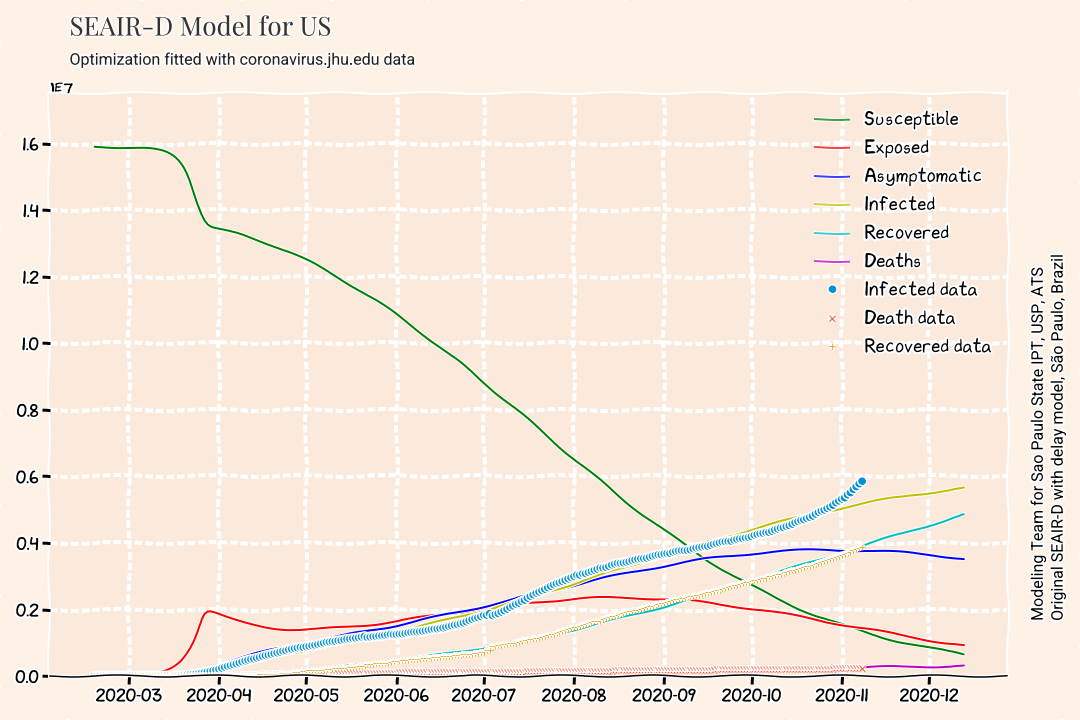 SEAIR-D Model for US
Optimization fitted with coronavirus.jhu.edu data
1E7
1.6
1.4
1.2
1.0
0.8
0.6
0.4
0.2
0.0
2020-03
2020-04
2020-05
2020-06
2020-07
2020-08
2020-09
2020-10
2020-11
2020-12
Susceptible
Exposed
Asymptomatic
Infected
Recovered
Deaths
Infected data
Death data
Recovered data
Modeling Team for Sao Paulo State IPT, USP, ATS
Original SEAIR-D with delay model, São Paulo, Brazil